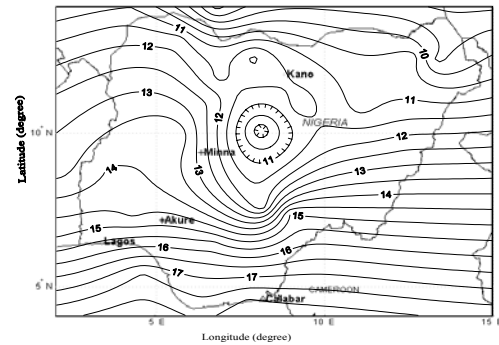 11
10
12
Kano
13
11
12
NIGERIA
10° N
12
Minna
11
13
13
14
14
15
Akure
15
Lagos
16
16
17
17
CAMEROON
5° N
Calabar
5 E
10 E
15 E
Latitude (degree)
Longitude (degree)